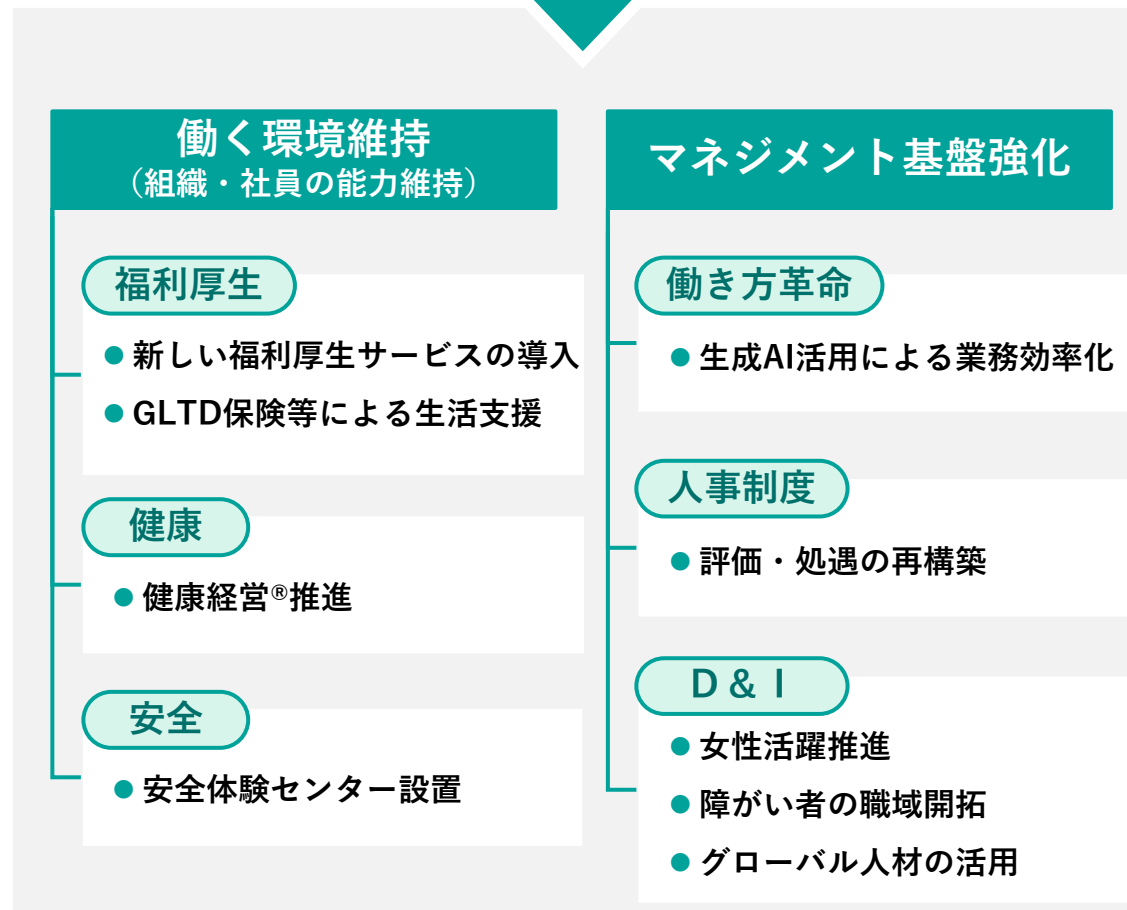 働く環境維持
（組織・社員の能力維持）
福利厚生
● 新しい福利厚生サービスの導入
● GLTD保険等による生活支援
健康
● 健康経営®推進
安全
● 安全体験センター設置
マネジメント基盤強化
働き方革命
● 生成AI活用による業務効率化
人事制度
● 評価・処遇の再構築
Ｄ＆Ｉ
● 女性活躍推進
● 障がい者の職域開拓
● グローバル人材の活用